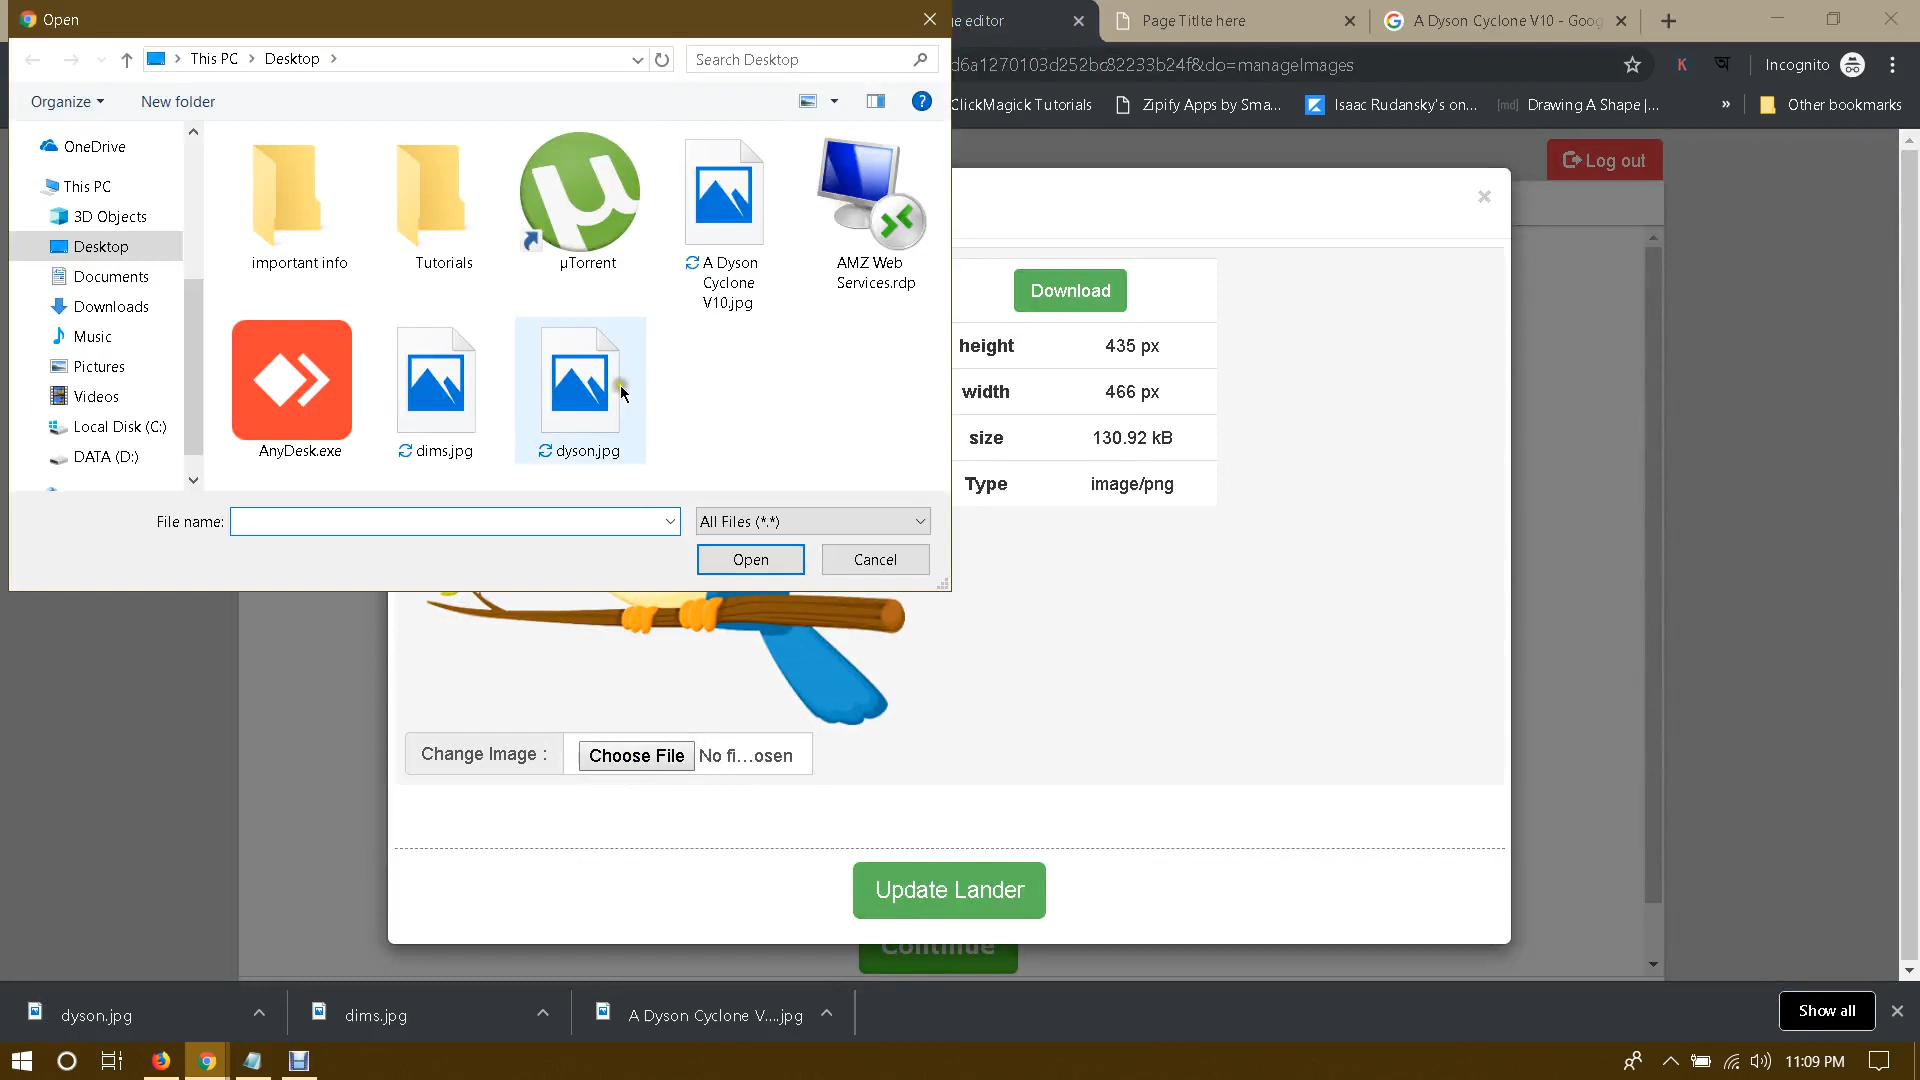 Open
ge editor
Page Titlte here
A Dyson Cyclone V10 - Goog
This PC
Desktop
Search Desktop
d6a1270103d252bc82233b24f&do=manageImages
K
Incognito
Organize
New folder
ClickMagick Tutorials
Zipify Apps by Sma...
Isaac Rudansky's on...
[md]
Drawing A Shape |...
»
Other bookmarks
OneDrive
This PC
3D Objects
Desktop
Documents
Downloads
Music
Pictures
Videos
Local Disk (C:)
DATA (D:)
important info
Tutorials
µTorrent
A Dyson
Cyclone
V10.jpg
AMZ Web
Services.rdp
AnyDesk.exe
dims.jpg
dyson.jpg
File name:
All Files (*.*)
Open
Cancel
Log out
Download
height
435 px
width
466 px
size
130.92 kB
Type
image/png
Change Image :
Choose File
No fi...osen
Update Lander
Continue
dyson.jpg
dims.jpg
A Dyson Cyclone V....jpg
Show all
11:09 PM